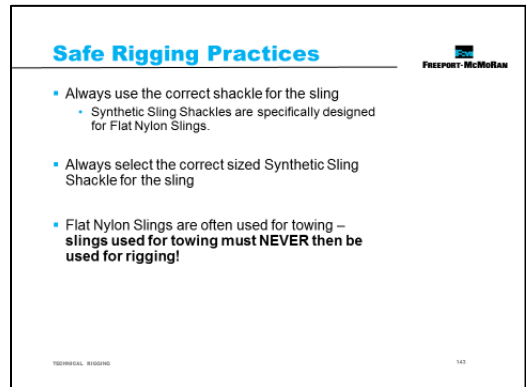 Safe Rigging Practices
FREEPORT-MCMORAN
▪ Always use the correct shackle for the sling
• Synthetic Sling Shackles are specifically designed
for Flat Nylon Slings.
▪ Always select the correct sized Synthetic Sling
Shackle for the sling
▪ Flat Nylon Slings are often used for towing –
slings used for towing must NEVER then be
used for rigging!
TECHNICAL RIGGING
143